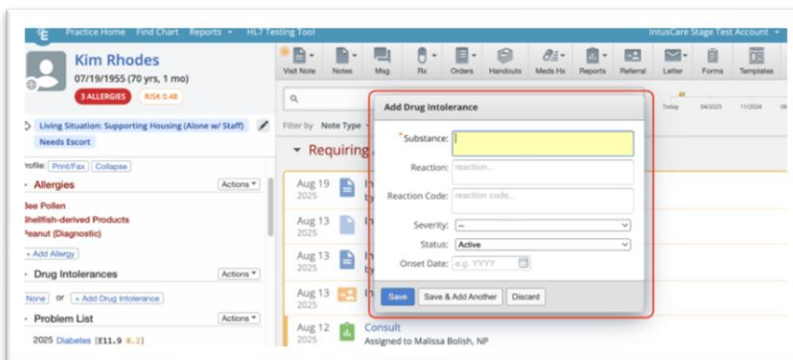 Practice Home Find Chart Reports HL7 Testing Tool IntusCare Stage Test Account
Kim Rhodes
07/19/1955 (70 yrs, 1 mo)
3 ALLERGIES RISK 0.48
Living Situation: Supporting Housing (Alone w/ Staff)
Needs Escort
Profile: Print/Fax Collapse
Allergies Actions
Bee Pollen
Shellfish-derived Products
Peanut (Diagnostic)
+ Add Allergy
Drug Intolerances Actions
None or + Add Drug Intolerance
Problem List Actions
2025 Diabetes [E11.9 0.2]
Visit Note Notes Msg Rx Orders Handouts Meds Hx Reports Referral Letter Forms Templates
Today 04/2025 11/2024
Filter by Note Type
Requiring
Aug 19
2025
by
Aug 13
2025
Aug 13
2025
by
Aug 13
2025
Aug 12 Consult
2025 Assigned to Malissa Bolish, NP
Add Drug Intolerance
*Substance:
Reaction: reaction...
Reaction Code: reaction code...
Severity: --
Status: Active
Onset Date: e.g. YYYY
Save Save & Add Another Discard